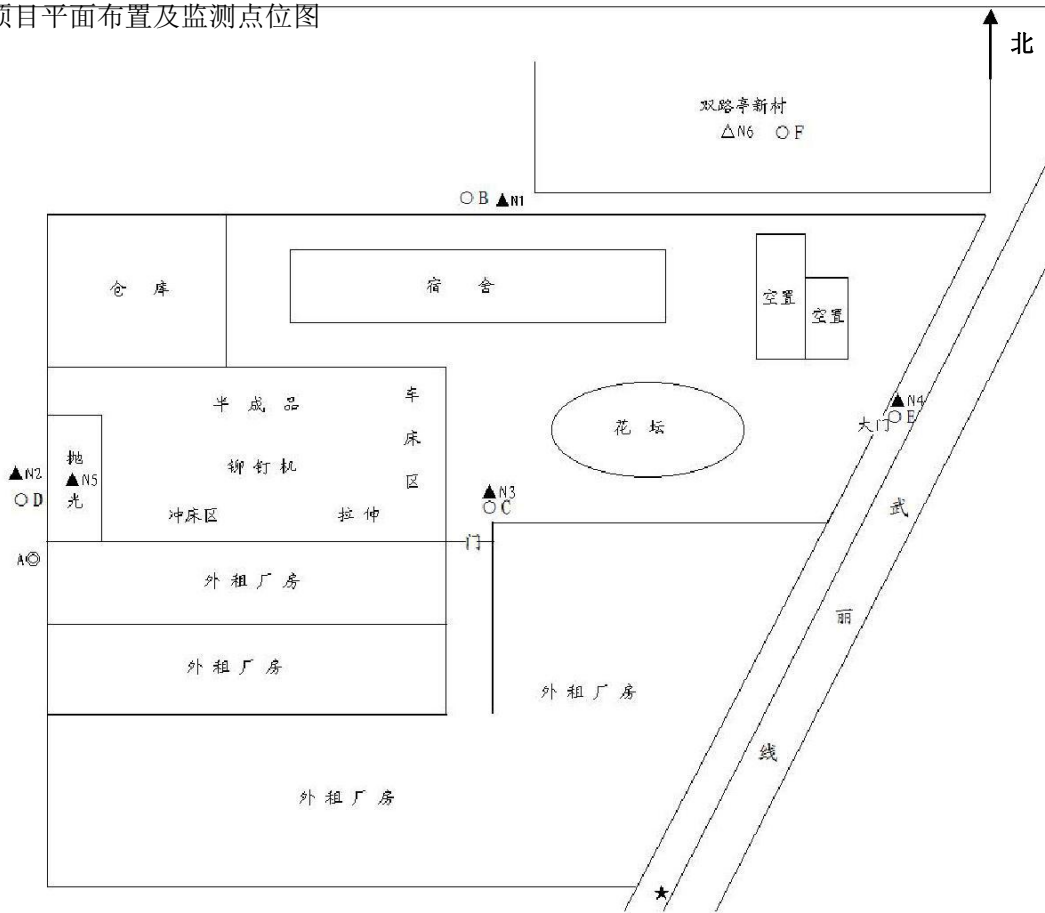 项目平面布置及监测点位图
北
双路亭新村
△N6 ○F
○B ▲N1
仓 库
宿 舍
空置
空置
半 成 品
车床区
花 坛
▲N4
大门○E
抛光
▲N5
铆 钉 机
▲N2
○D
▲N3
○C
冲床区
拉 伸
武丽线
A◎
门
外 租 厂 房
外 租 厂 房
外 租 厂 房
外 租 厂 房
★